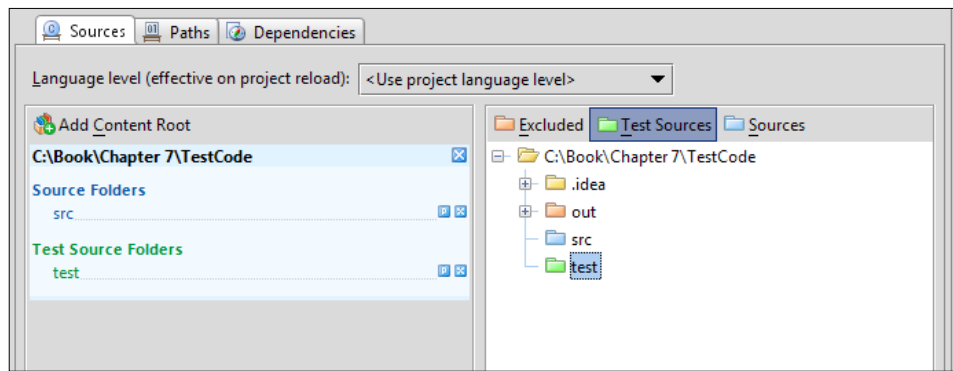 Sources Paths Dependencies
Language level (effective on project reload): <Use project language level>
Add Content Root
C:\Book\Chapter 7\TestCode
Source Folders
src
Test Source Folders
test
Excluded Test Sources Sources
C:\Book\Chapter 7\TestCode
.idea
out
src
test